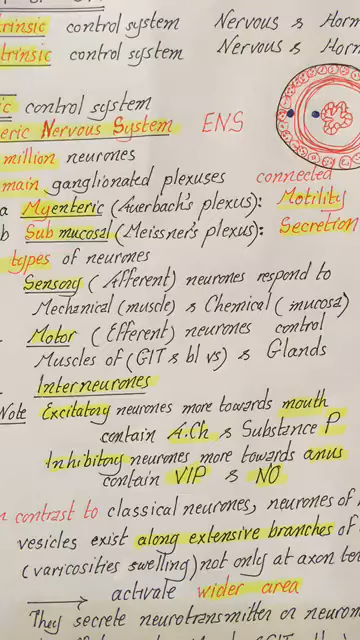 trinsic control system Nervous & Horm
trinsic control system Nervous & Horm
ic control system
eric Nervous System ENS
million neurones
main ganglionated plexuses connected
a Myenteric (Auerbach's plexus): Motility
b Sub mucosal (Meissner's plexus): Secretion
types of neurones
Sensory (Afferent) neurones respond to
Mechanical (muscle) & Chemical (mucosa)
Motor (Efferent) neurones control
Muscles of (GIT & bl vs) & Glands
Interneurones
Note Excitatory neurones more towards mouth
contain A.Ch & Substance P
Inhibitory neurones more towards anus
contain VIP & NO
n contrast to classical neurones, neurones of
vesicles exist along extensive branches of
(varicosities swelling) not only at axon ter
→ activate wider area
They secrete neurotransmitter or neurom